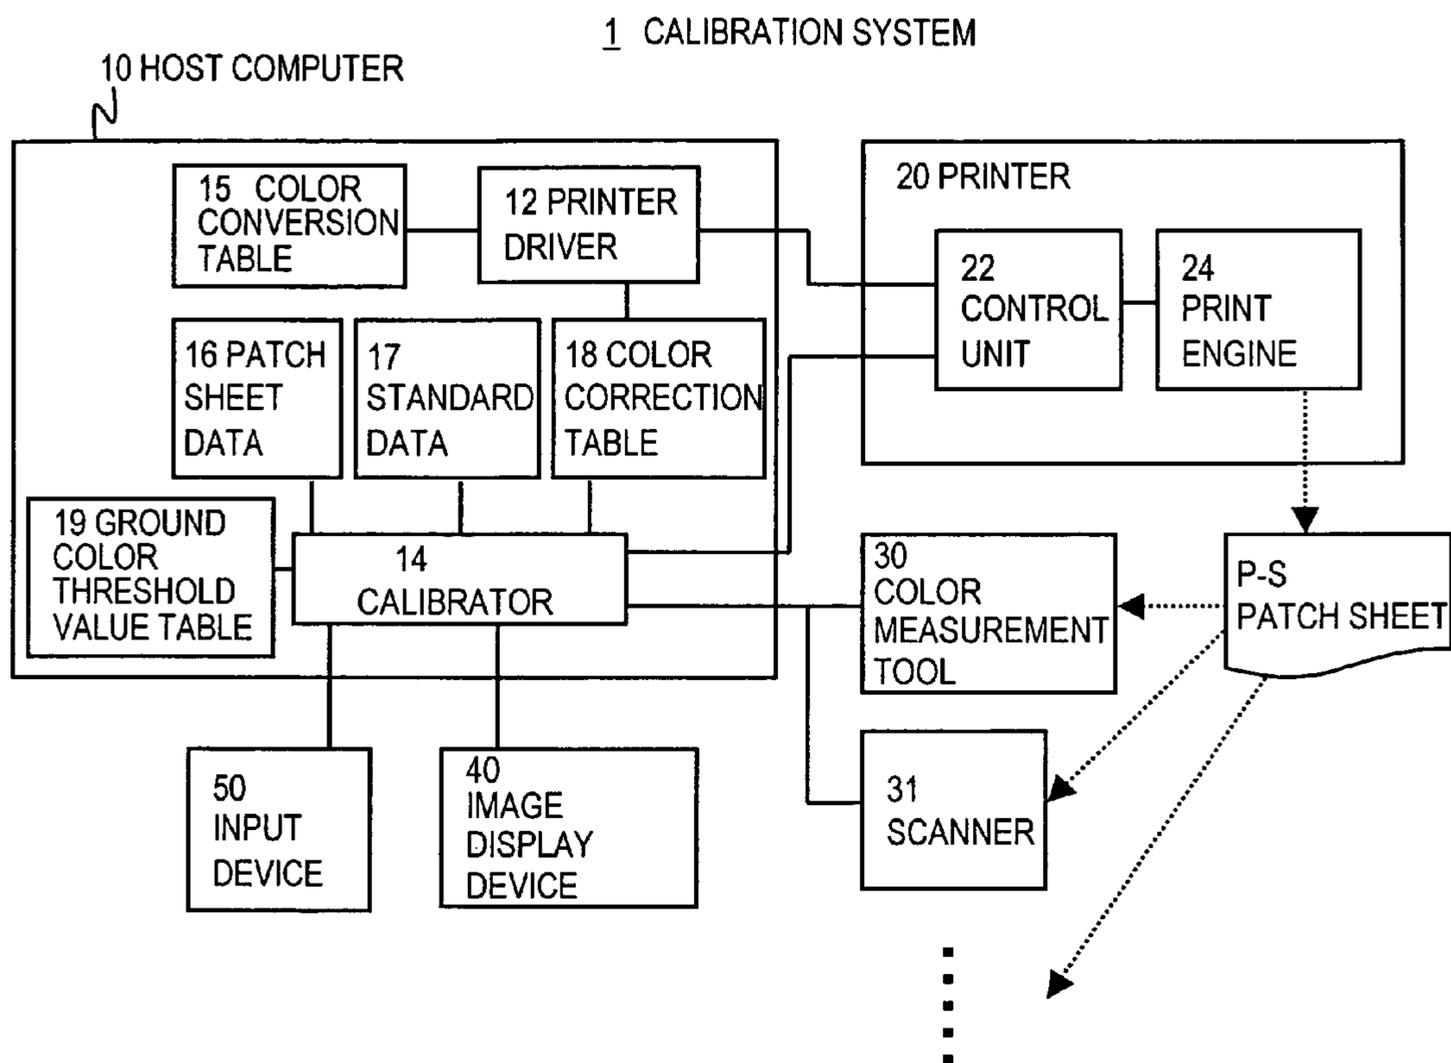 1 CALIBRATION SYSTEM
10 HOST COMPUTER
15 COLOR
CONVERSION
TABLE
12 PRINTER
DRIVER
20 PRINTER
22
CONTROL
UNIT
24
PRINT
ENGINE
16 PATCH
SHEET
DATA
17
STANDARD
DATA
18 COLOR
CORRECTION
TABLE
19 GROUND
COLOR
THRESHOLD
VALUE TABLE
14
CALIBRATOR
30
COLOR
MEASUREMENT
TOOL
P-S
PATCH SHEET
50
INPUT
DEVICE
40
IMAGE
DISPLAY
DEVICE
31
SCANNER